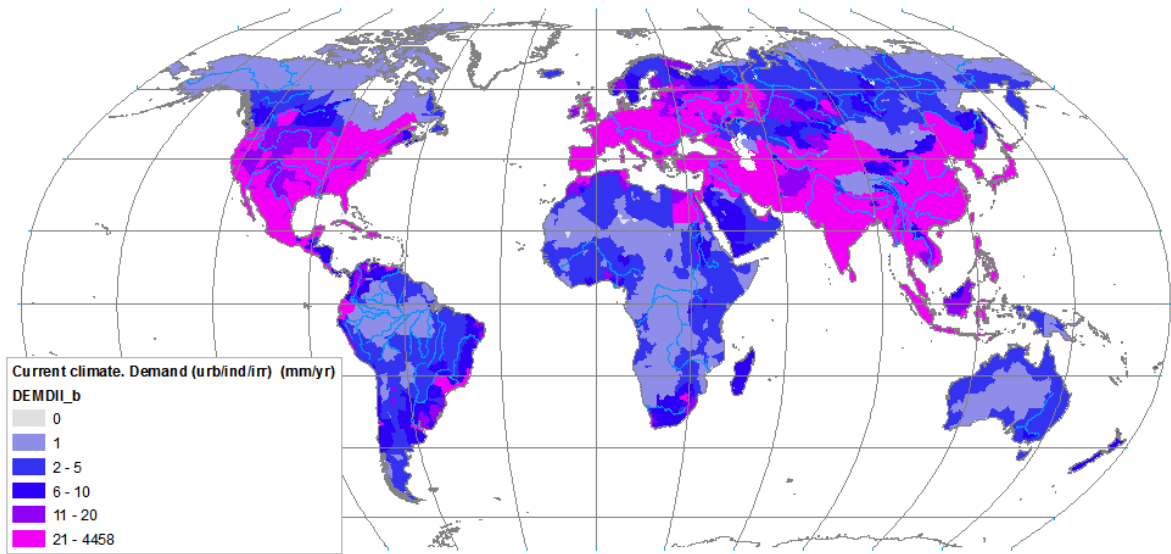 Current climate. Demand (urb/ind/irr) (mm/yr)
DEMDII_b
0
1
2 - 5
6 - 10
11 - 20
21 - 4458